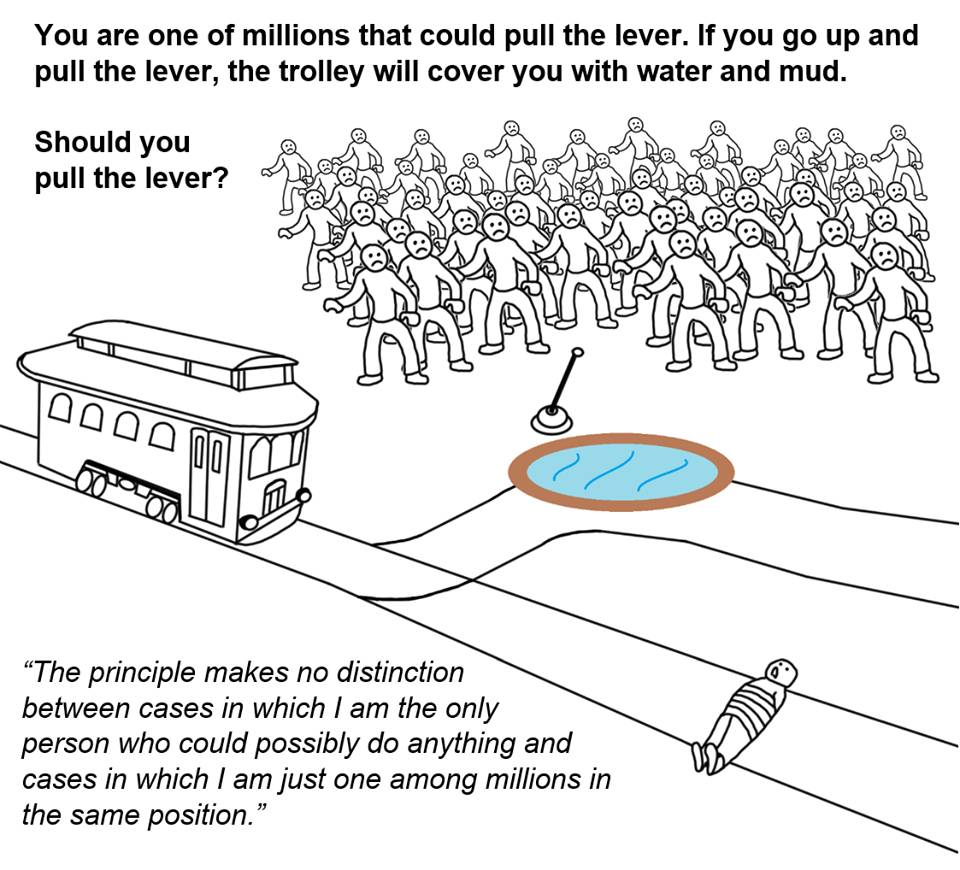 You are one of millions that could pull the lever. If you go up and
pull the lever, the trolley will cover you with water and mud.
Should you
pull the lever?
“The principle makes no distinction
between cases in which I am the only
person who could possibly do anything and
cases in which I am just one among millions in
the same position.”